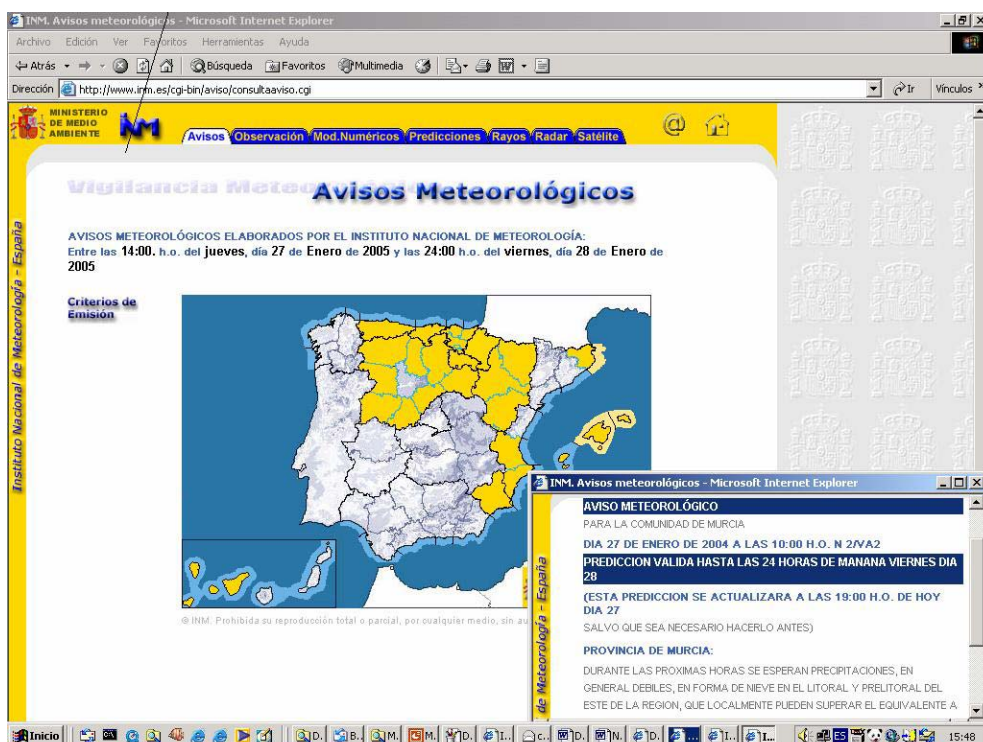 INM. Avisos meteorológicos - Microsoft Internet Explorer
Archivo Edición Ver Favoritos Herramientas Ayuda
Atrás Búsqueda Favoritos Multimedia
Dirección http://www.inm.es/cgi-bin/aviso/consultaaviso.cgi Ir Vínculos
MINISTERIO
DE MEDIO
AMBIENTE
INM
Avisos Observación Mod.Numéricos Predicciones Rayos Radar Satélite
Avisos Meteorológicos
AVISOS METEOROLÓGICOS ELABORADOS POR EL INSTITUTO NACIONAL DE METEOROLOGÍA:
Entre las 14:00. h.o. del jueves, día 27 de Enero de 2005 y las 24:00 h.o. del viernes, día 28 de Enero de
2005
Criterios de
Emisión
Instituto Nacional de Meteorología - España
@ INM. Prohibida su reproducción total o parcial, por cualquier medio, sin au
INM. Avisos meteorológicos - Microsoft Internet Explorer
AVISO METEOROLÓGICO
PARA LA COMUNIDAD DE MURCIA
DIA 27 DE ENERO DE 2004 A LAS 10:00 H.O. N 2/VA2
PREDICCION VALIDA HASTA LAS 24 HORAS DE MANANA VIERNES DIA
28
(ESTA PREDICCION SE ACTUALIZARA A LAS 19:00 H.O. DE HOY
DIA 27
SALVO QUE SEA NECESARIO HACERLO ANTES)
PROVINCIA DE MURCIA:
DURANTE LAS PROXIMAS HORAS SE ESPERAN PRECIPITACIONES, EN
GENERAL DEBILES, EN FORMA DE NIEVE EN EL LITORAL Y PRELITORAL DEL
ESTE DE LA REGION, QUE LOCALMENTE PUEDEN SUPERAR EL EQUIVALENTE A
de Meteorología - España
Inicio D. B. M. M. D. I... c.. D. N. D. I.. I... ES 15:48